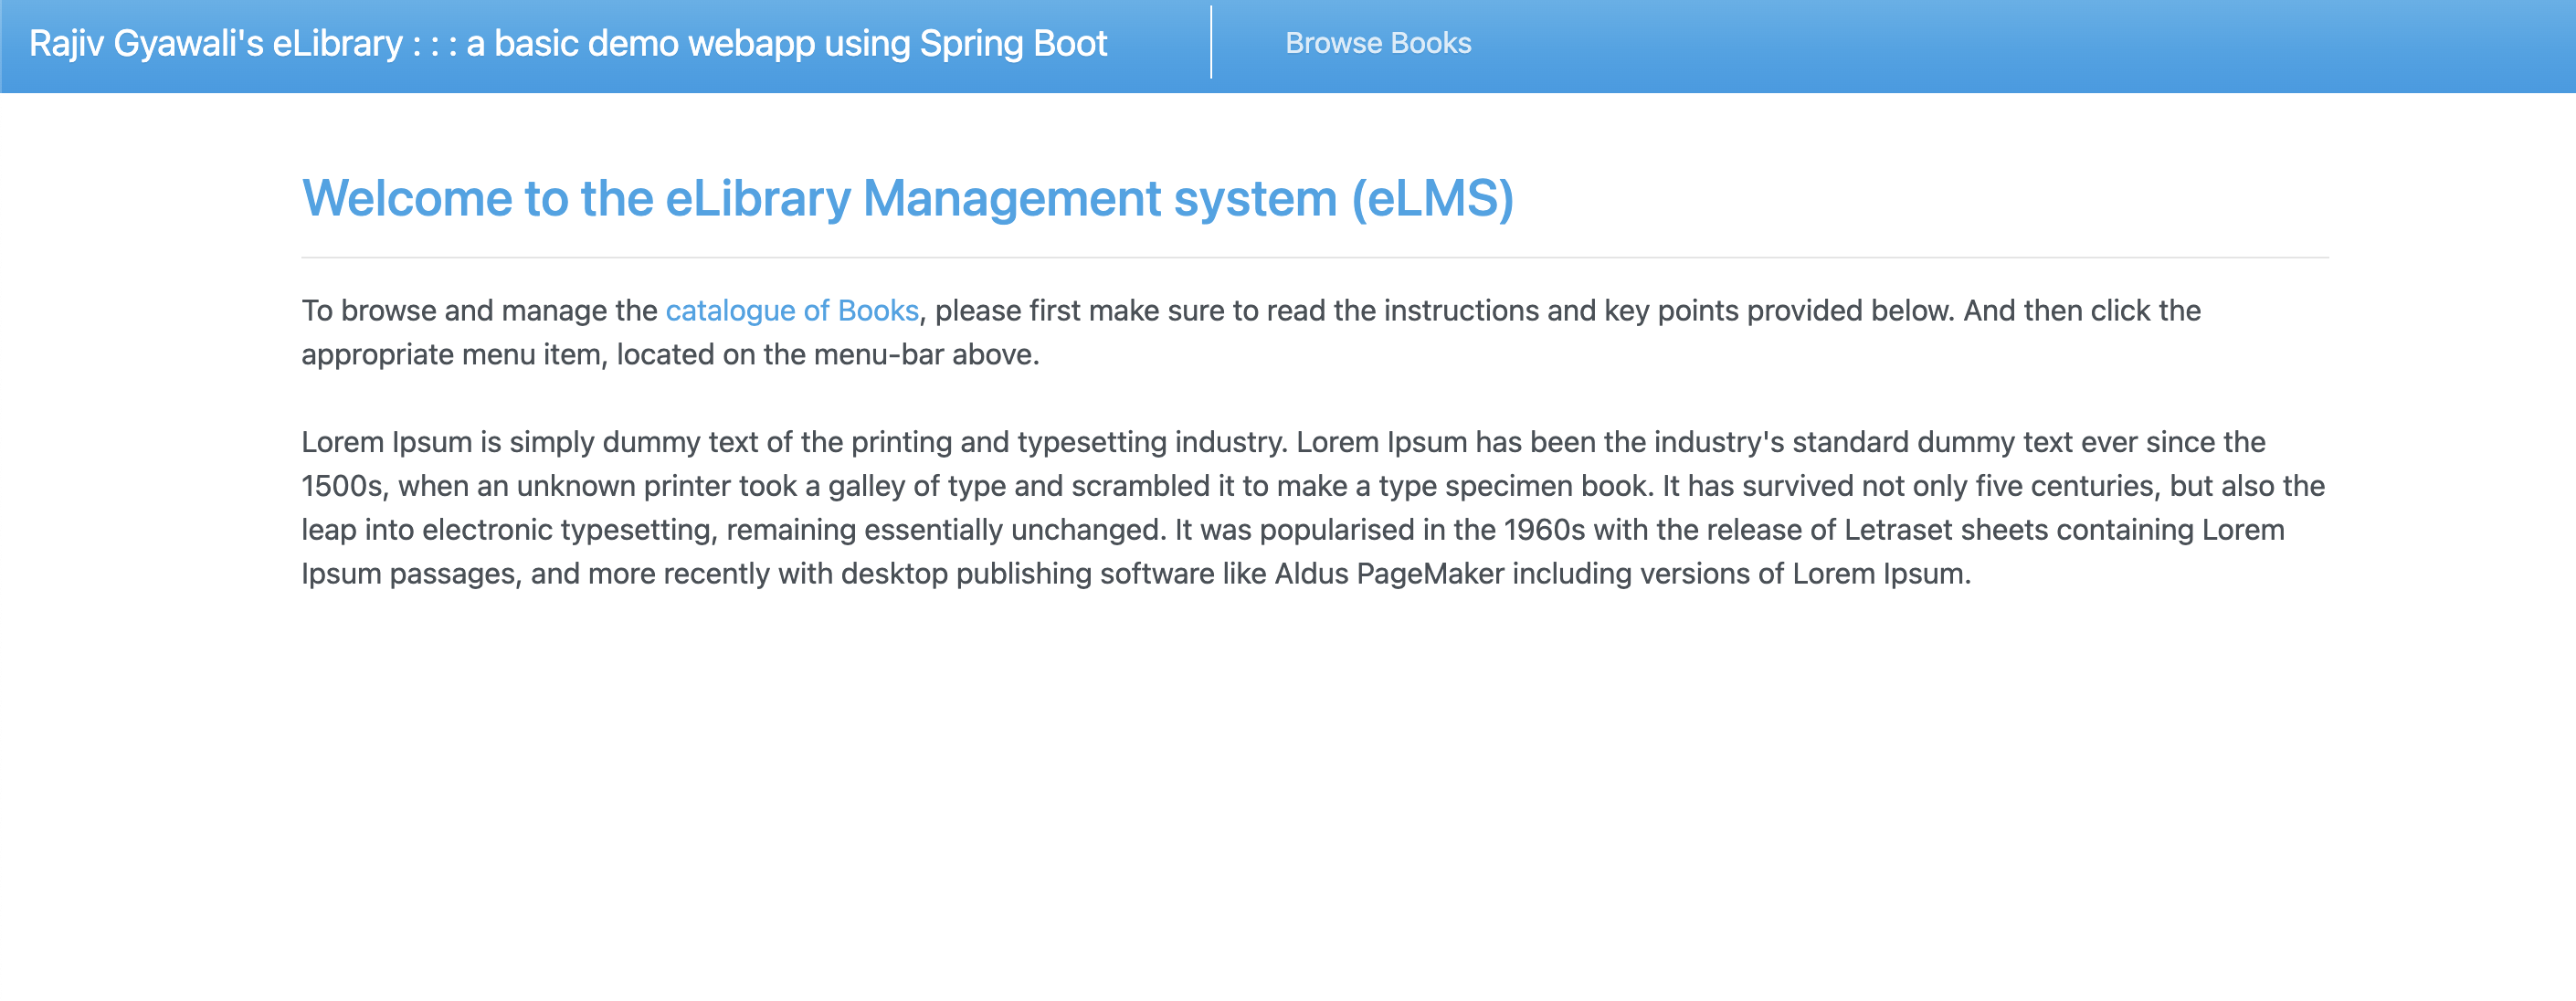 Rajiv Gyawali's eLibrary : : : a basic demo webapp using Spring Boot
Browse Books
Welcome to the eLibrary Management system (eLMS)
To browse and manage the catalogue of Books, please first make sure to read the instructions and key points provided below. And then click the
appropriate menu item, located on the menu-bar above.
Lorem Ipsum is simply dummy text of the printing and typesetting industry. Lorem Ipsum has been the industry's standard dummy text ever since the
1500s, when an unknown printer took a galley of type and scrambled it to make a type specimen book. It has survived not only five centuries, but also the
leap into electronic typesetting, remaining essentially unchanged. It was popularised in the 1960s with the release of Letraset sheets containing Lorem
Ipsum passages, and more recently with desktop publishing software like Aldus PageMaker including versions of Lorem Ipsum.